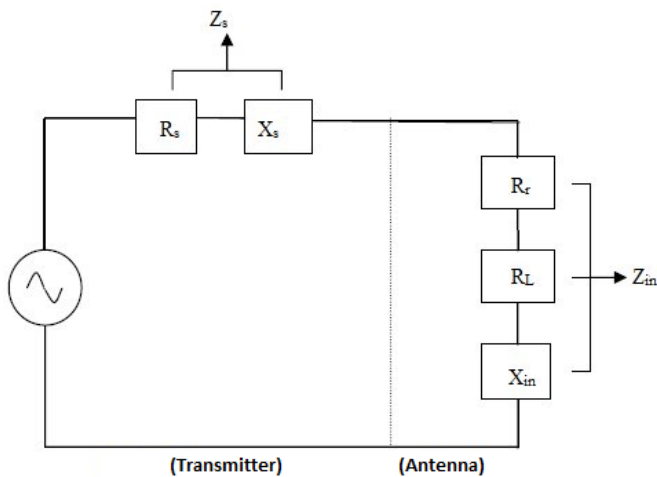 Zs
Rs
Xs
Rr
RL
Zin
Xin
(Transmitter)
(Antenna)